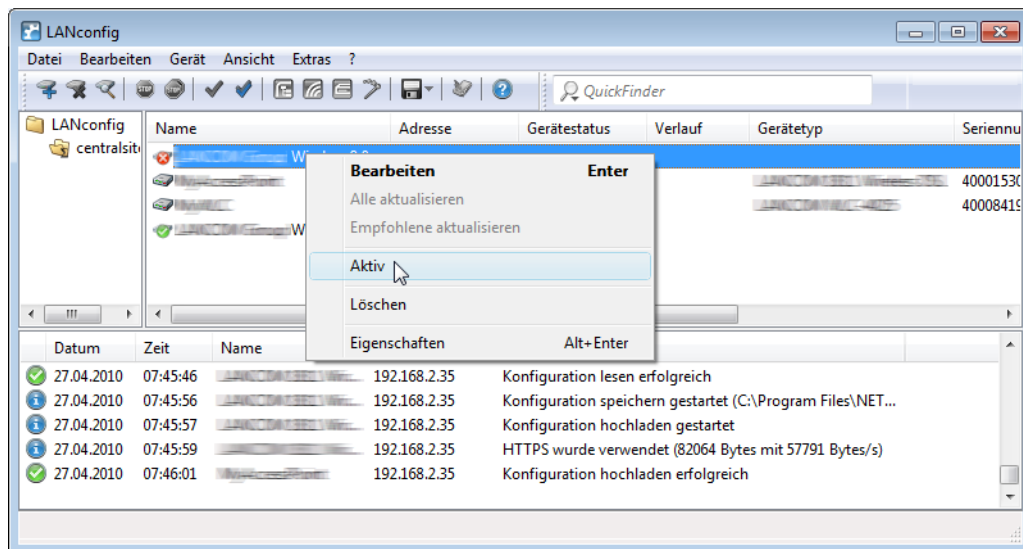 LANconfig
Datei Bearbeiten Gerät Ansicht Extras ?
QuickFinder
LANconfig
centralsit
Name Adresse Gerätestatus Verlauf Gerätetyp Seriennu
Bearbeiten Enter
40001530
Alle aktualisieren
40008419
Empfohlene aktualisieren
W
Aktiv
Löschen
Eigenschaften Alt+Enter
Datum Zeit Name
27.04.2010 07:45:46 192.168.2.35 Konfiguration lesen erfolgreich
27.04.2010 07:45:56 192.168.2.35 Konfiguration speichern gestartet (C:\Program Files\NET...
27.04.2010 07:45:57 192.168.2.35 Konfiguration hochladen gestartet
27.04.2010 07:45:59 192.168.2.35 HTTPS wurde verwendet (82064 Bytes mit 57791 Bytes/s)
27.04.2010 07:46:01 192.168.2.35 Konfiguration hochladen erfolgreich